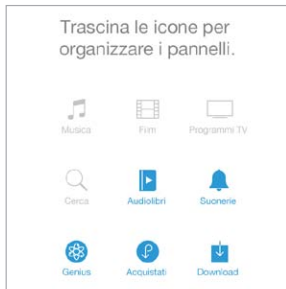 Trascina le icone per
organizzare i pannelli.
Musica Film Programmi TV
Cerca Audiolibri Suonerie
Genius Acquistati Download